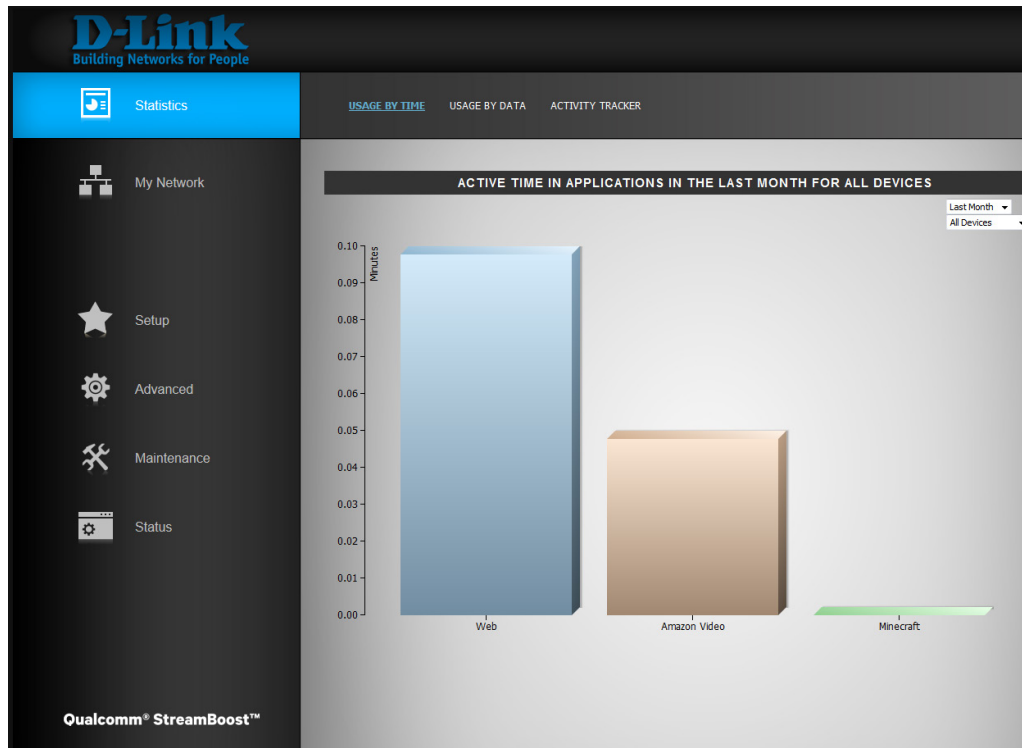 D-Link
Building Networks for People
Statistics
USAGE BY TIME USAGE BY DATA ACTIVITY TRACKER
My Network
Setup
Advanced
Maintenance
Status
Qualcomm® StreamBoost™
ACTIVE TIME IN APPLICATIONS IN THE LAST MONTH FOR ALL DEVICES
Last Month
All Devices
Minutes
0.10
0.09
0.08
0.07
0.06
0.05
0.04
0.03
0.02
0.01
0.00
Web Amazon Video Minecraft